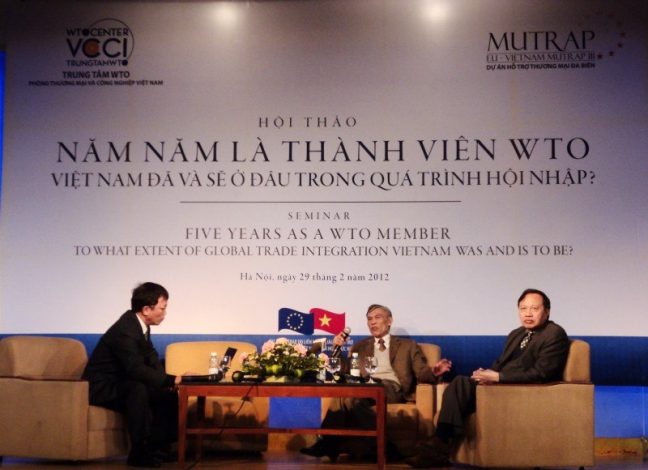 WTOCENTER
VCCI
TRUNGTAMWTO
TRUNG TÂM WTO
PHÒNG THƯƠNG MẠI VÀ CÔNG NGHIỆP VIỆT NAM
MUTRAP
EU - VIETNAM MUTRAP III
DỰ ÁN HỖ TRỢ THƯƠNG MẠI ĐA BIÊN
HỘI THẢO
NĂM NĂM LÀ THÀNH VIÊN WTO
VIỆT NAM ĐÃ VÀ SẼ Ở ĐÂU TRONG QUÁ TRÌNH HỘI NHẬP?
SEMINAR
FIVE YEARS AS A WTO MEMBER
TO WHAT EXTENT OF GLOBAL TRADE INTEGRATION VIETNAM WAS AND IS TO BE?
Hà Nội, ngày 29 tháng 2 năm 2012